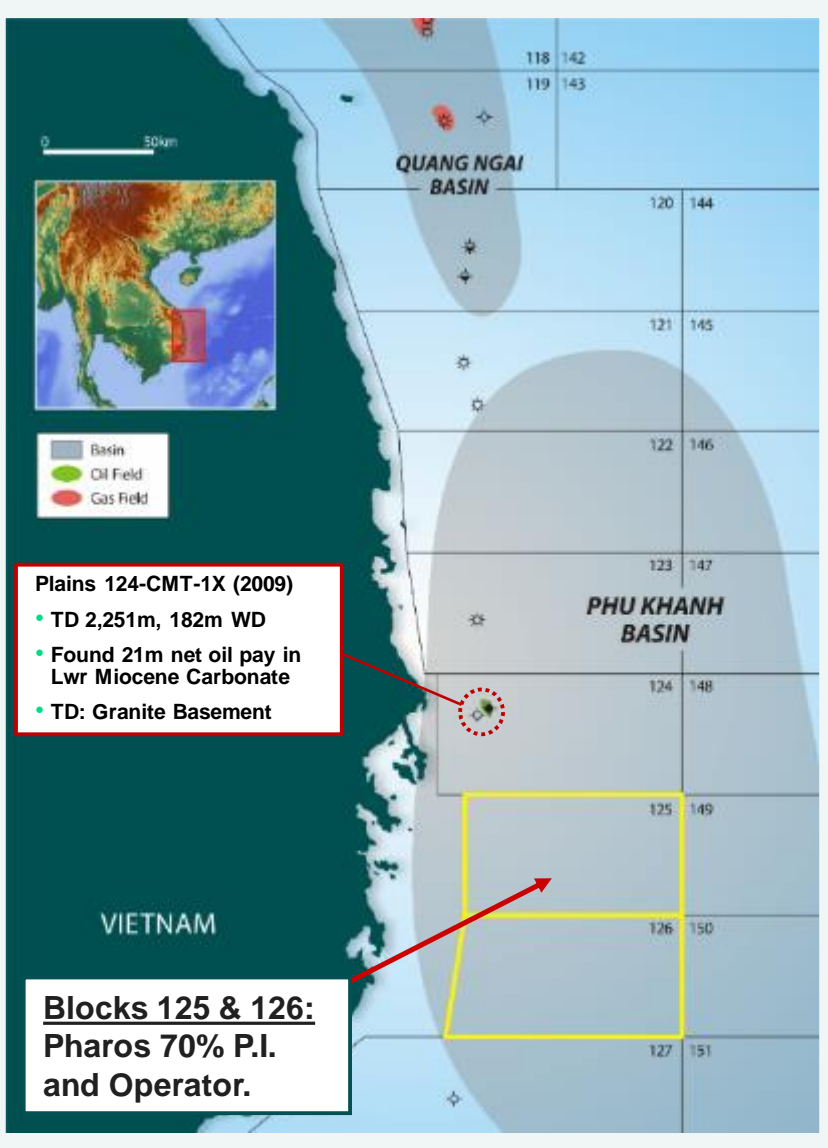 118 142
119 143
0 50km
QUANG NGAI
BASIN
120 144
121 145
122 146
Basin
Oil Field
Gas Field
123 147
Plains 124-CMT-1X (2009)
• TD 2,251m, 182m WD
• Found 21m net oil pay in
Lwr Miocene Carbonate
• TD: Granite Basement
PHU KHANH
BASIN
124 148
125 149
VIETNAM
126 150
Blocks 125 & 126:
Pharos 70% P.I.
and Operator.
127 151